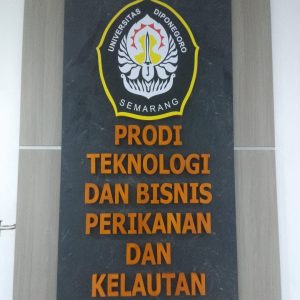 UNIVERSITAS DIPONEGORO
SEMARANG
PRODI
TEKNOLOGI
DAN BISNIS
PERIKANAN
DAN
KELAUTAN